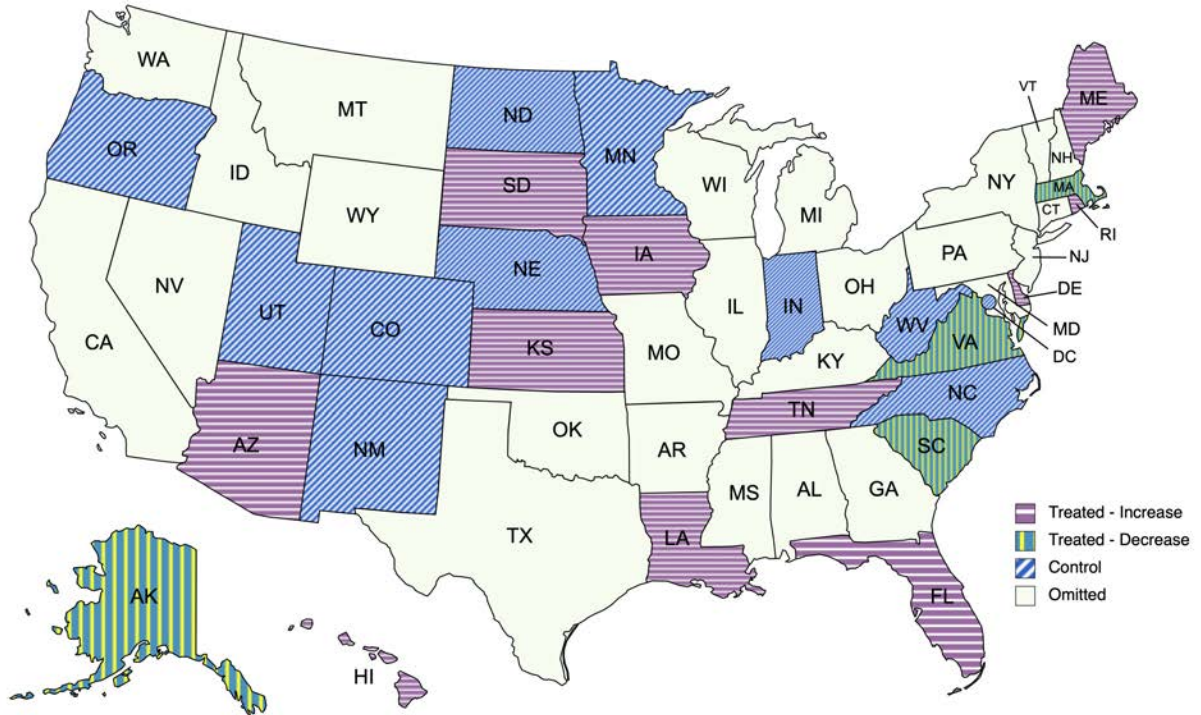 WA
MT
ND
MN
OR
ID
SD
WY
WI
MI
NY
VT
NH
ME
MA
CT
RI
NJ
PA
IA
NE
NV
UT
CO
CA
IL
IN
OH
DE
MD
DC
WV
VA
KS
MO
KY
AZ
NM
OK
TN
NC
AR
SC
MS
AL
GA
TX
LA
FL
AK
HI
Treated - Increase
Treated - Decrease
Control
Omitted